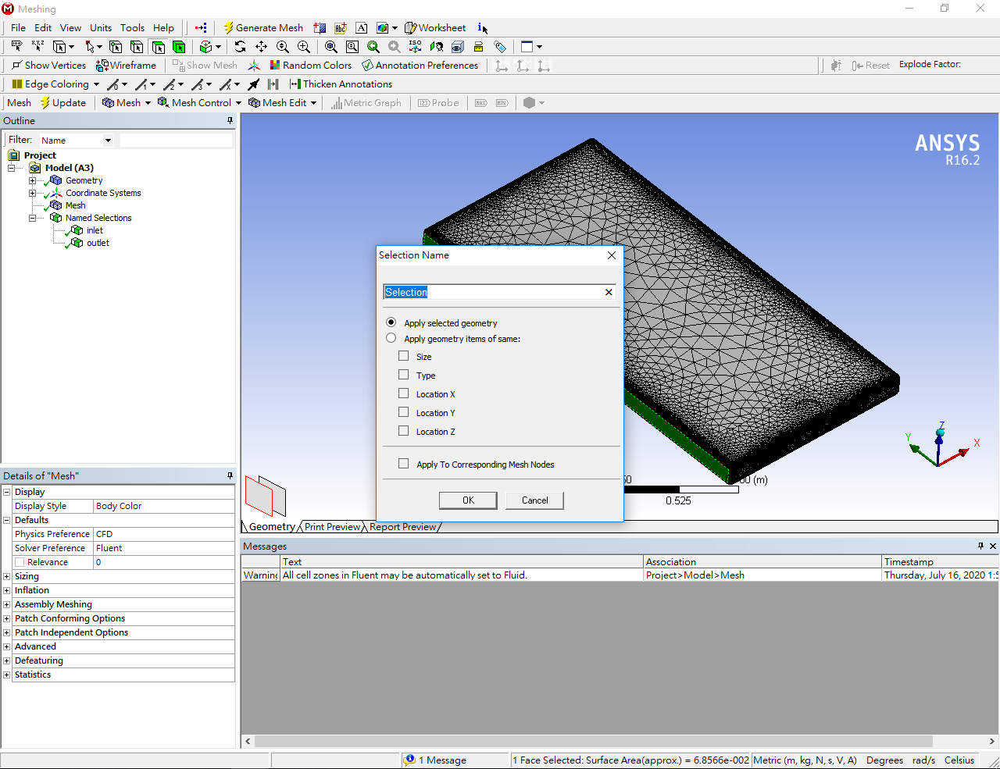 Meshing
File Edit View Units Tools Help Generate Mesh Worksheet
Show Vertices Wireframe Show Mesh Random Colors Annotation Preferences Reset Explode Factor:
Edge Coloring Thicken Annotations
Mesh Update Mesh Mesh Control Mesh Edit Metric Graph Probe
Outline
Filter: Name
Project
Model (A3)
Geometry
Coordinate Systems
Mesh
Named Selections
inlet
outlet
ANSYS
R16.2
Selection Name
Selection
Apply selected geometry
Apply geometry items of same:
Size
Type
Location X
Location Y
Location Z
Apply To Corresponding Mesh Nodes
OK Cancel
Z
Y
X
(m)
0.525
Geometry Print Preview Report Preview
Details of "Mesh"
Display
Display Style Body Color
Defaults
Physics Preference CFD
Solver Preference Fluent
Relevance 0
Sizing
Inflation
Assembly Meshing
Patch Conforming Options
Patch Independent Options
Advanced
Defeaturing
Statistics
Messages
Text Association Timestamp
Warning All cell zones in Fluent may be automatically set to Fluid. Project>Model>Mesh Thursday, July 16, 2020 1:5
1 Message 1 Face Selected: Surface Area(approx.) = 6.8566e-002 Metric (m, kg, N, s, V, A) Degrees rad/s Celsius